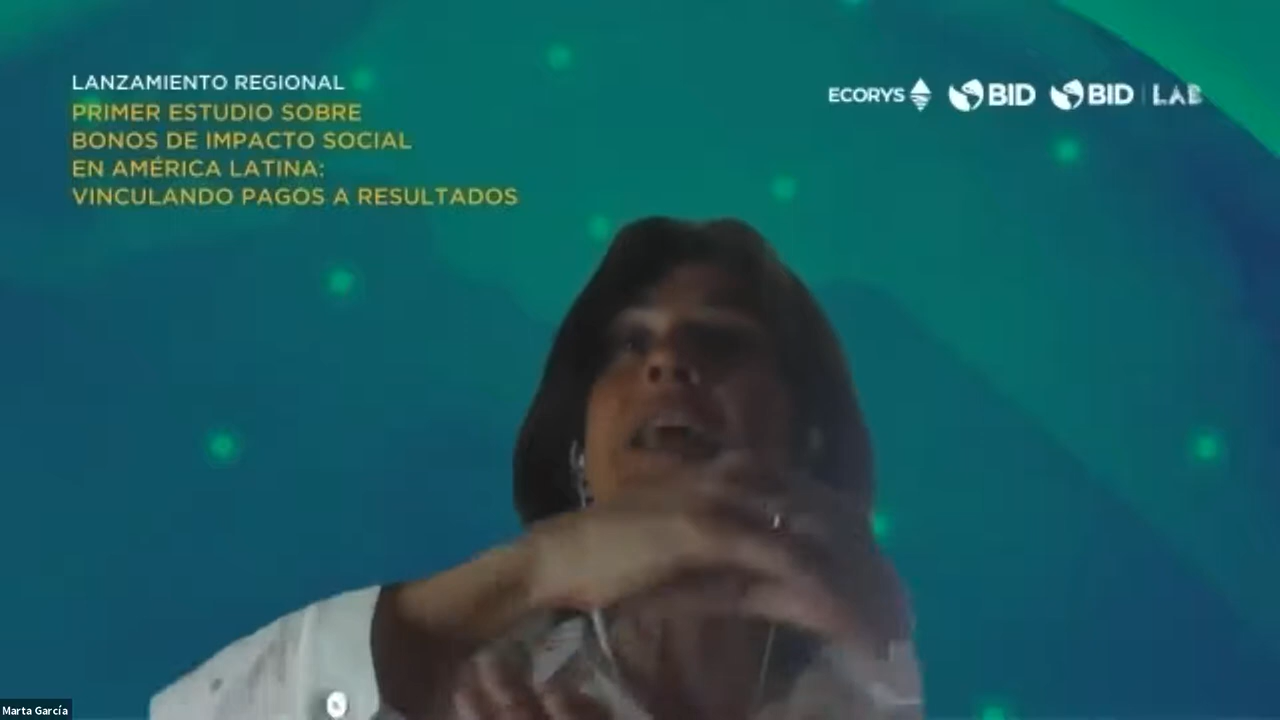 LANZAMIENTO REGIONAL
PRIMER ESTUDIO SOBRE
BONOS DE IMPACTO SOCIAL
EN AMÉRICA LATINA:
VINCULANDO PAGOS A RESULTADOS
ECORYS BID BID | LAB
Marta García